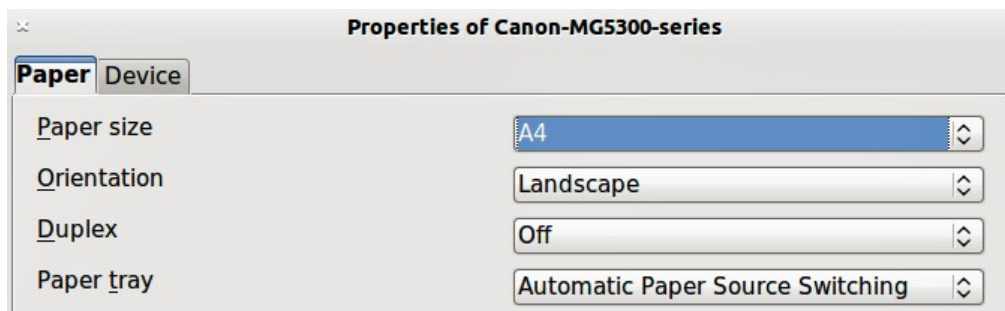 Properties of Canon-MG5300-series
Paper Device
Paper size A4
Orientation Landscape
Duplex Off
Paper tray Automatic Paper Source Switching